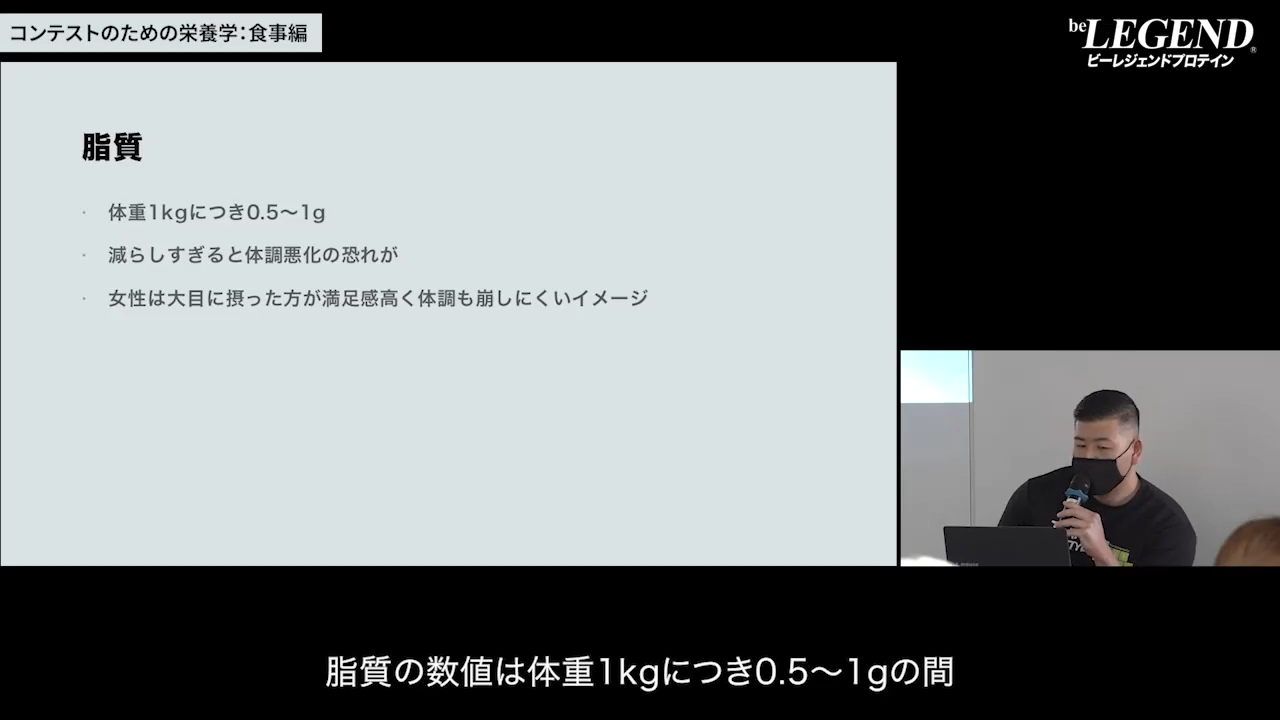 コンテストのための栄養学：食事編
be LEGEND®
ビーレジェンドプロテイン
脂質
・ 体重1kgにつき0.5〜1g
・ 減らしすぎると体調悪化の恐れが
・ 女性は大目に摂った方が満足感高く体調も崩しにくいイメージ
脂質の数値は体重1kgにつき0.5〜1gの間